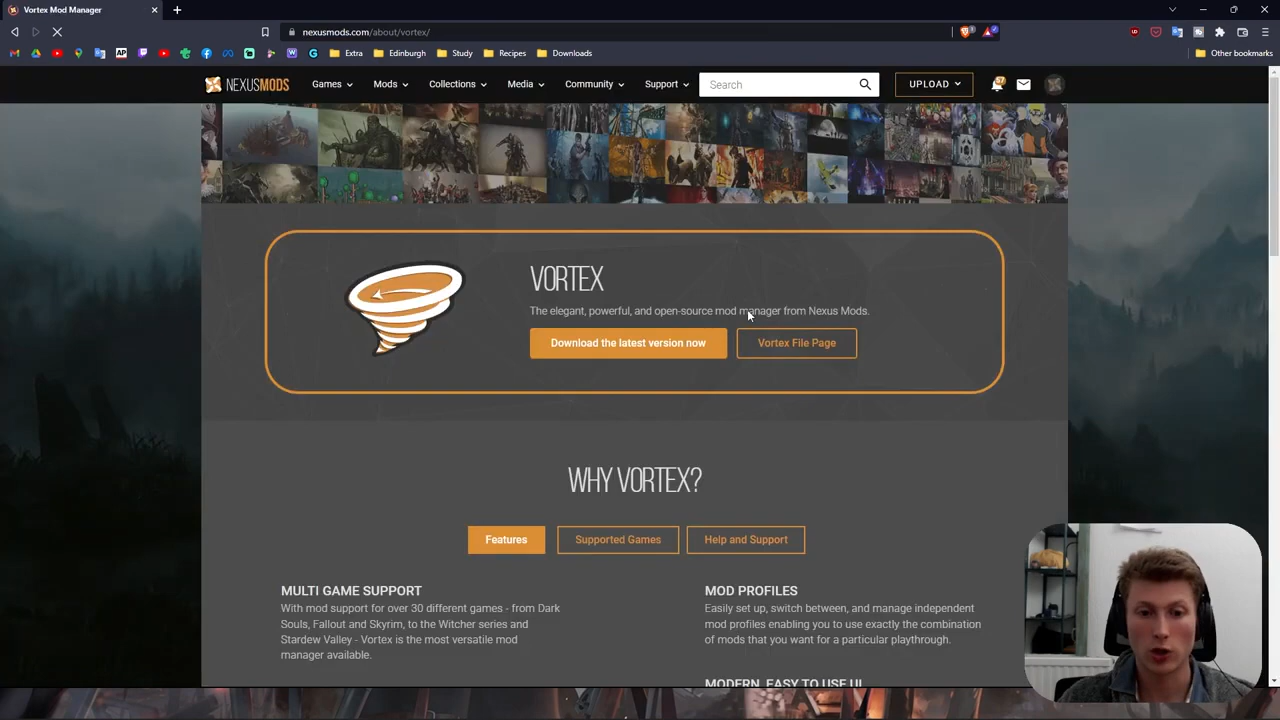 Vortex Mod Manager
nexusmods.com/about/vortex/
Extra
Edinburgh
Study
Recipes
Downloads
Other bookmarks
NEXUSMODS
Games
Mods
Collections
Media
Community
Support
Search
UPLOAD
VORTEX
The elegant, powerful, and open-source mod manager from Nexus Mods.
Download the latest version now
Vortex File Page
WHY VORTEX?
Features
Supported Games
Help and Support
MULTI GAME SUPPORT
With mod support for over 30 different games - from Dark
Souls, Fallout and Skyrim, to the Witcher series and
Stardew Valley - Vortex is the most versatile mod
manager available.
MOD PROFILES
Easily set up, switch between, and manage independent
mod profiles enabling you to use exactly the combination
of mods that you want for a particular playthrough.
MODERN, EASY TO USE UI